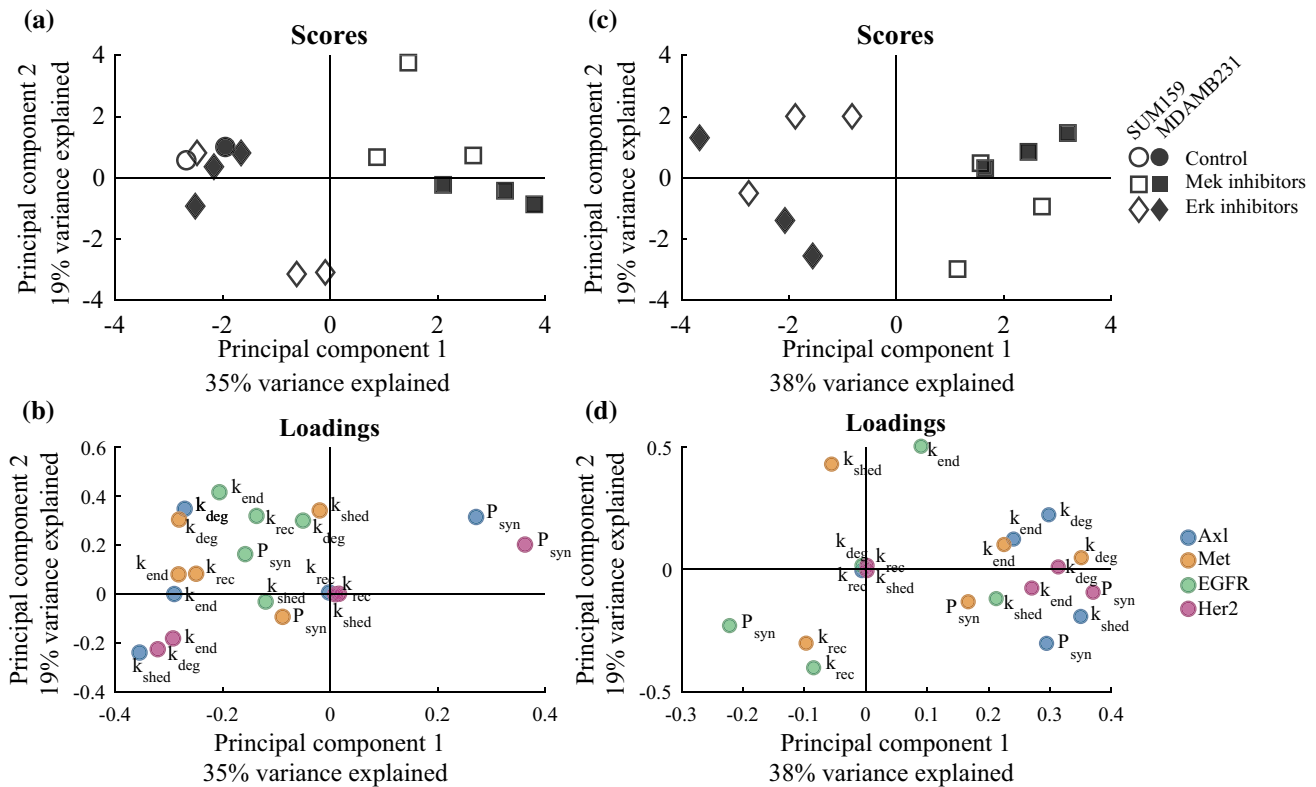 (a)
Scores
Principal component 2
19% variance explained
4
2
0
-2
-4
-4
-2
0
2
4
Principal component 1
35% variance explained
(c)
Scores
Principal component 2
19% variance explained
4
2
0
-2
-4
-4
-2
0
2
4
Principal component 1
38% variance explained
SUM159
MDAMB231
Control
Mek inhibitors
Erk inhibitors
(b)
Loadings
Principal component 2
19% variance explained
0.6
0.4
0.2
0
-0.2
-0.4
k deg
k end
k deg
k rec
k deg
k shed
P syn
P syn
P syn
k end
k rec
k end
k shed
P syn
k rec
k rec
k shed
k end
k deg
k shed
-0.4
-0.2
0
0.2
0.4
Principal component 1
35% variance explained
(d)
Loadings
Principal component 2
19% variance explained
0.5
0
-0.5
k shed
k end
k end
k deg
k end
k deg
k deg
k rec
k rec
k shed
k deg
k end
P syn
P syn
k shed
k shed
P syn
P syn
k rec
k rec
-0.3
-0.2
-0.1
0
0.1
0.2
0.3
0.4
Principal component 1
38% variance explained
Axl
Met
EGFR
Her2